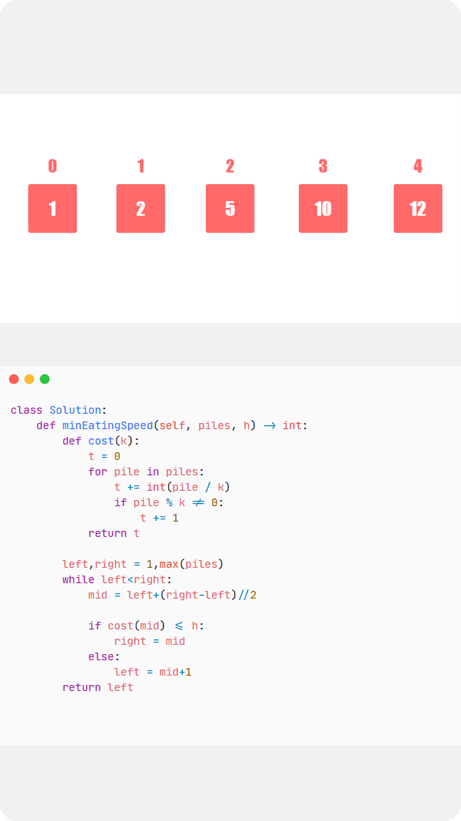 0 1 2 3 4
1 2 5 10 12
class Solution:
    def minEatingSpeed(self, piles, h) -> int:
        def cost(k):
            t = 0
            for pile in piles:
                t += int(pile / k)
                if pile % k ≠ 0:
                    t += 1
            return t

        left,right = 1,max(piles)
        while left<right:
            mid = left+(right-left)//2

            if cost(mid) ⩽ h:
                right = mid
            else:
                left = mid+1
        return left